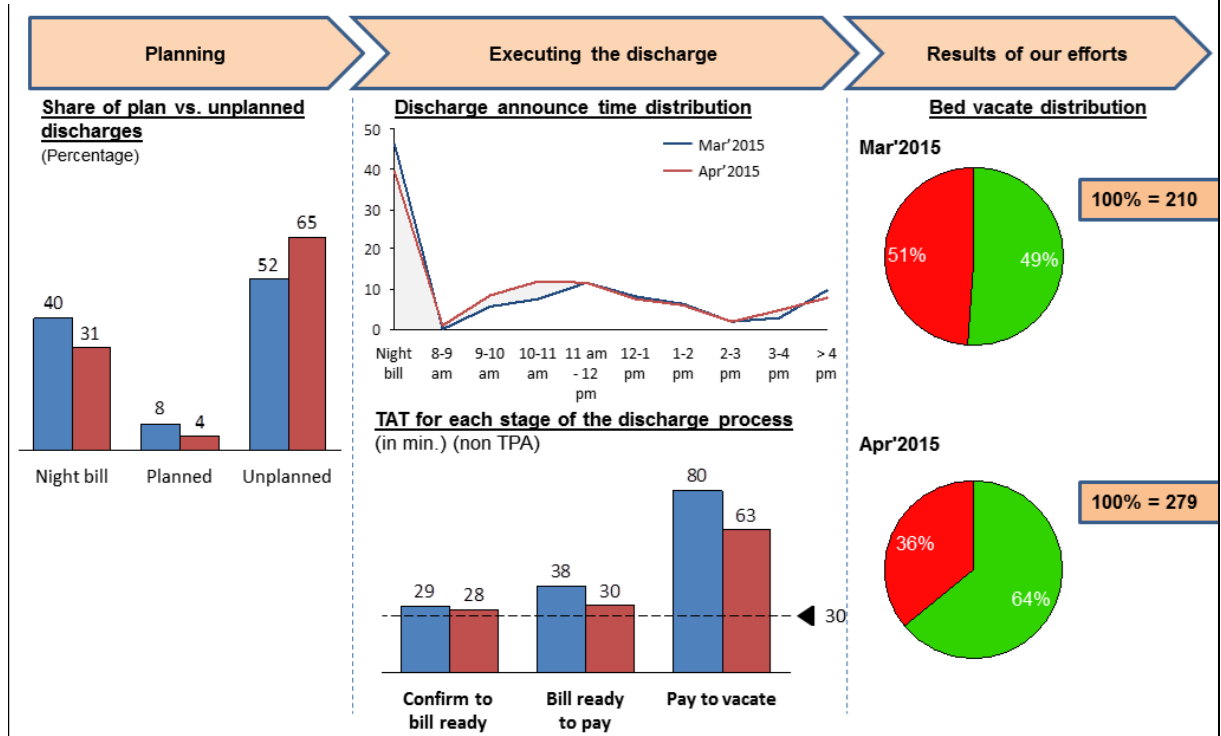 Planning
Executing the discharge
Results of our efforts
Share of plan vs. unplanned
discharges
(Percentage)
40
31
8
4
52
65
Night bill
Planned
Unplanned
Discharge announce time distribution
50
40
30
20
10
0
Mar’2015
Apr’2015
Night
bill
8-9
am
9-10
am
10-11
am
11 am
- 12
pm
12-1
pm
1-2
pm
2-3
pm
3-4
pm
> 4
pm
TAT for each stage of the discharge process
(in min.) (non TPA)
29
28
38
30
80
63
30
Confirm to
bill ready
Bill ready
to pay
Pay to vacate
Bed vacate distribution
Mar'2015
100% = 210
51%
49%
Apr'2015
100% = 279
36%
64%